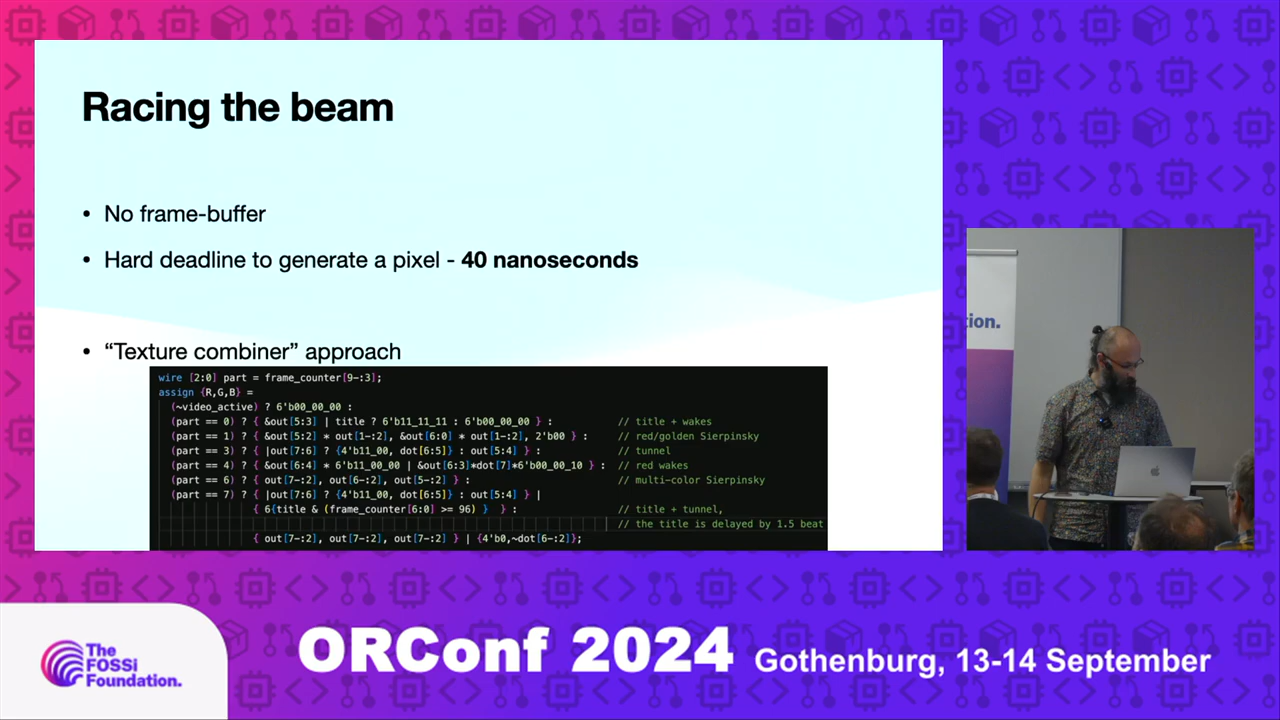 Racing the beam
• No frame-buffer
• Hard deadline to generate a pixel - 40 nanoseconds
• “Texture combiner” approach
wire [2:0] part = frame_counter[9-:3];
assign {R,G,B} =
(~video_active) ? 6'b00_00_00 :
(part == 0) ? { &out[5:3] | title ? 6'b11_11_11 : 6'b00_00_00 } : // title + wakes
(part == 1) ? { &out[5:2] * out[1-:2], &out[6:0] * out[1-:2], 2'b00 } : // red/golden Sierpinsky
(part == 3) ? { |out[7:6] ? {4'b11_00, dot[6:5]} : out[5:4] } : // tunnel
(part == 4) ? { &out[6:4] * 6'b11_00_00 | &out[6:3]*dot[7]*6'b00_00_10 } : // red wakes
(part == 6) ? { out[7-:2], out[6-:2], out[5-:2] } : // multi-color Sierpinsky
(part == 7) ? { |out[7:6] ? {4'b11_00, dot[6:5]} : out[5:4] } |
{ 6{title & (frame_counter[6:0] >= 96) } } : // title + tunnel,
// the title is delayed by 1.5 beat
{ out[7-:2], out[7-:2], out[7-:2] } | {4'b0,~dot[6-:2]};
tion.
The
FOSSi
Foundation.
ORConf 2024 Gothenburg, 13-14 September